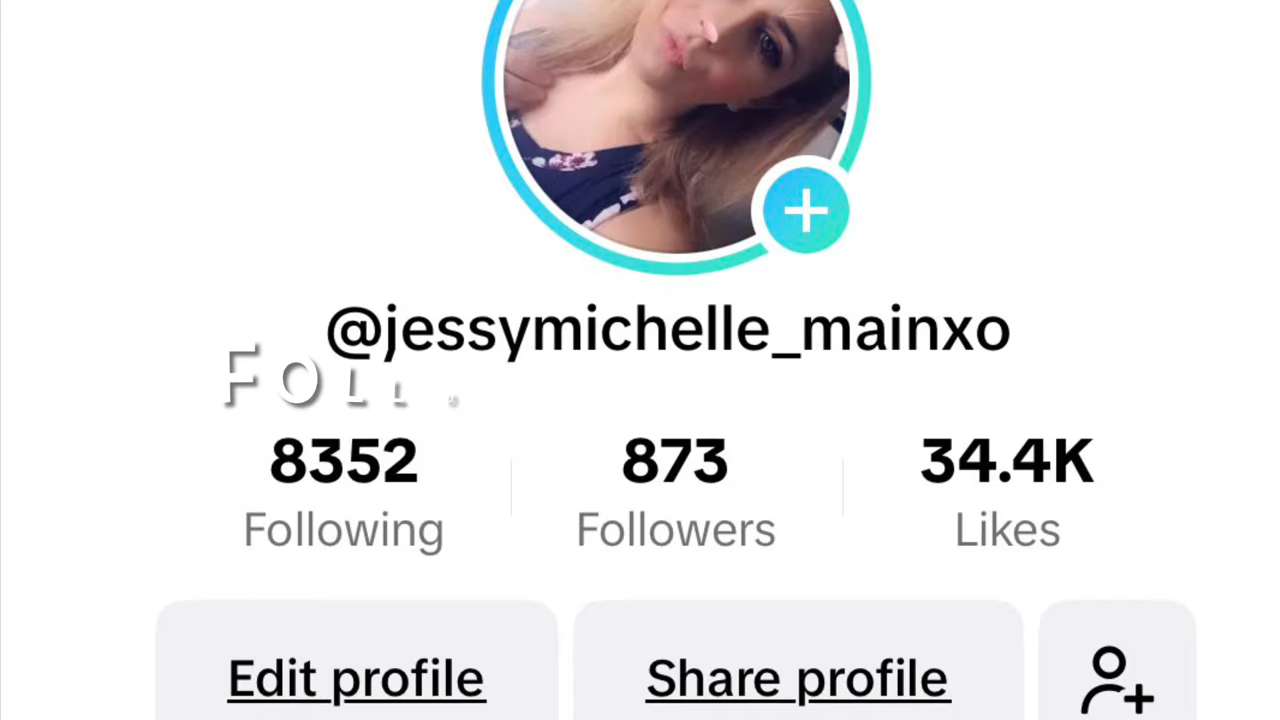 @jessymichelle_mainxo
8352 873 34.4K
Following Followers Likes
Edit profile Share profile